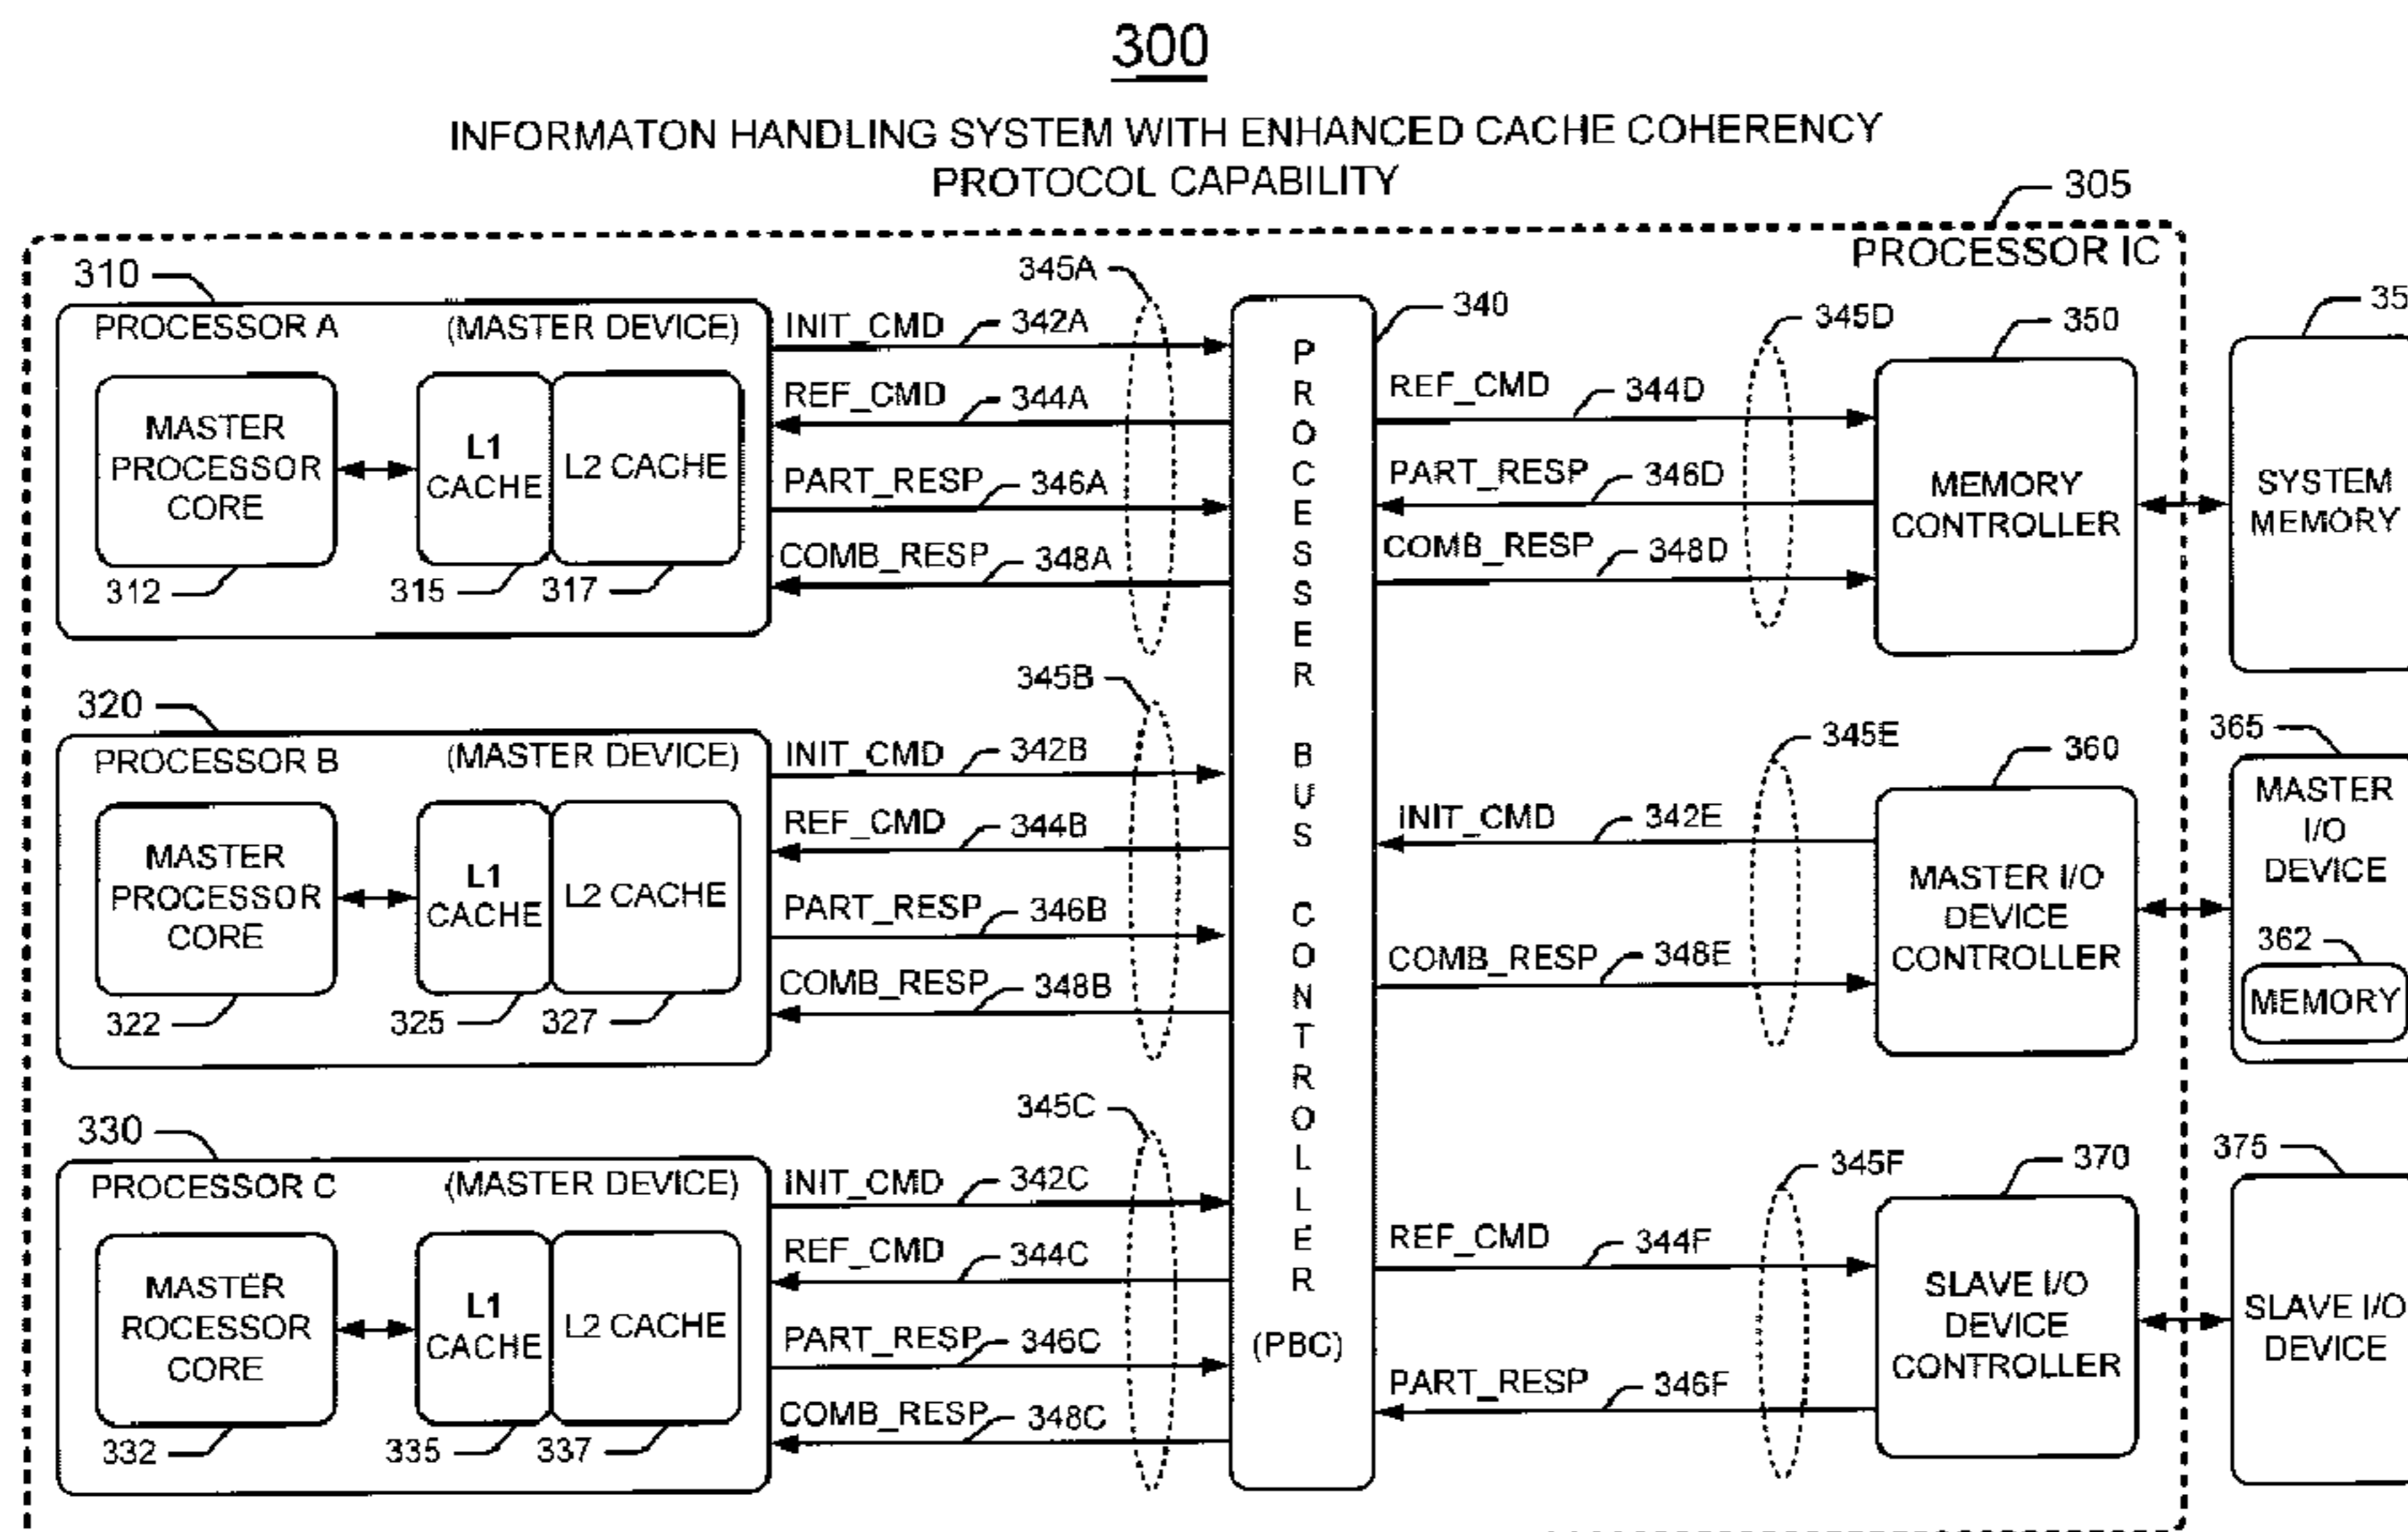 300
INFORMATON HANDLING SYSTEM WITH ENHANCED CACHE COHERENCY
PROTOCOL CAPABILITY
305
PROCESSOR IC
310
PROCESSOR A (MASTER DEVICE)
MASTER
PROCESSOR
CORE
312
L1
CACHE
315
L2 CACHE
317
345A
INIT_CMD 342A
REF_CMD 344A
PART_RESP 346A
COMB_RESP 348A
320
PROCESSOR B (MASTER DEVICE)
MASTER
PROCESSOR
CORE
322
L1
CACHE
325
L2 CACHE
327
345B
INIT_CMD 342B
REF_CMD 344B
PART_RESP 346B
COMB_RESP 348B
330
PROCESSOR C (MASTER DEVICE)
MASTER
ROCESSOR
CORE
332
L1
CACHE
335
L2 CACHE
337
345C
INIT_CMD 342C
REF_CMD 344C
PART_RESP 346C
COMB_RESP 348C
340
PROCESSER BUS CONTROLLER
(PBC)
345D
REF_CMD 344D
PART_RESP 346D
COMB_RESP 348D
350
MEMORY
CONTROLLER
35
SYSTEM
MEMORY
345E
INIT_CMD 342E
COMB_RESP 348E
360
MASTER I/O
DEVICE
CONTROLLER
365
MASTER
I/O
DEVICE
362
MEMORY
345F
REF_CMD 344F
PART_RESP 346F
370
SLAVE I/O
DEVICE
CONTROLLER
375
SLAVE I/O
DEVICE